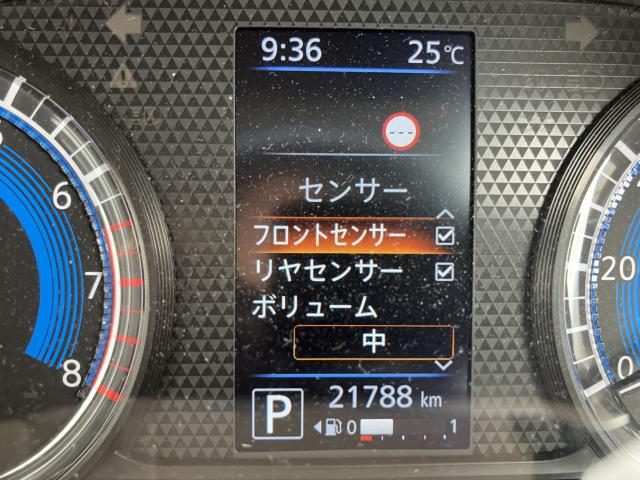 9:36 25℃
---
センサー
フロントセンサー
リヤセンサー
ボリューム
中
P 21788 km
0 1
6
7
8
20
0